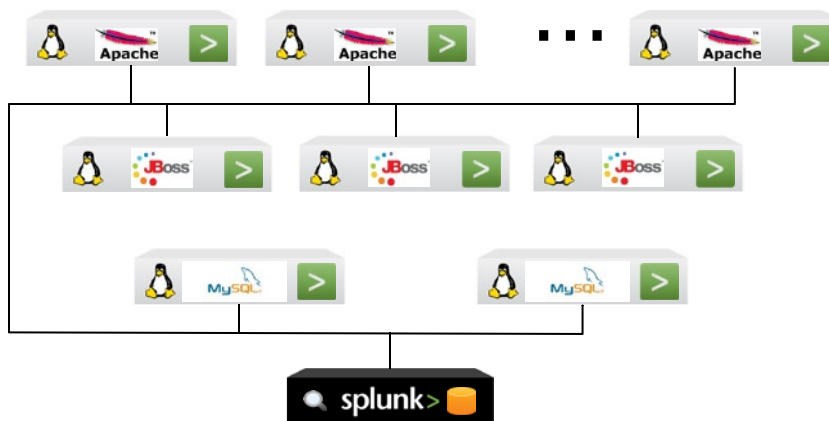 Apache > Apache > ... Apache >
JBoss > JBoss > JBoss >
MySQL > MySQL >
splunk>